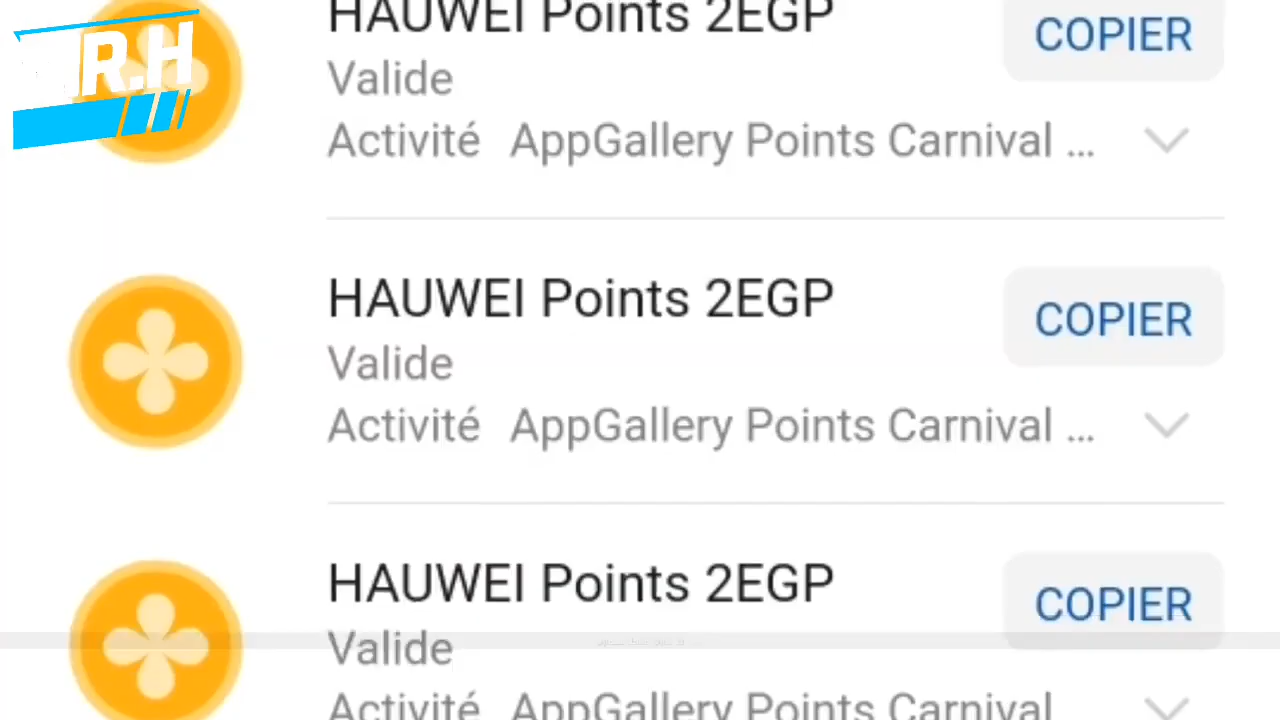 HAUWEI Points 2EGP
COPIER
R.H
Valide
Activité AppGallery Points Carnival ...
HAUWEI Points 2EGP
COPIER
Valide
Activité AppGallery Points Carnival ...
HAUWEI Points 2EGP
COPIER
Valide
Activité AppGallery Points Carnival